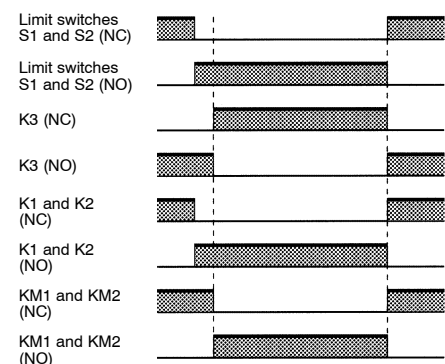 Limit switches
S1 and S2 (NC)
Limit switches
S1 and S2 (NO)
K3 (NC)
K3 (NO)
K1 and K2
(NC)
K1 and K2
(NO)
KM1 and KM2
(NC)
KM1 and KM2
(NO)